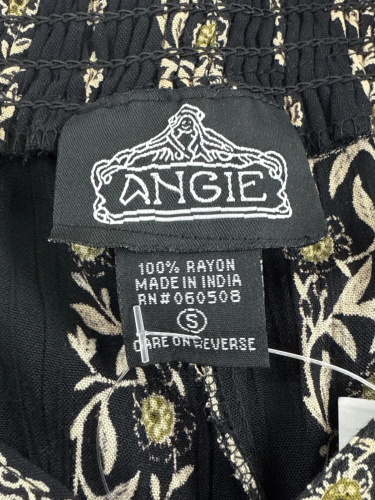 ANGIE
100% RAYON
MADE IN INDIA
RN#060508
S
CARE ON REVERSE